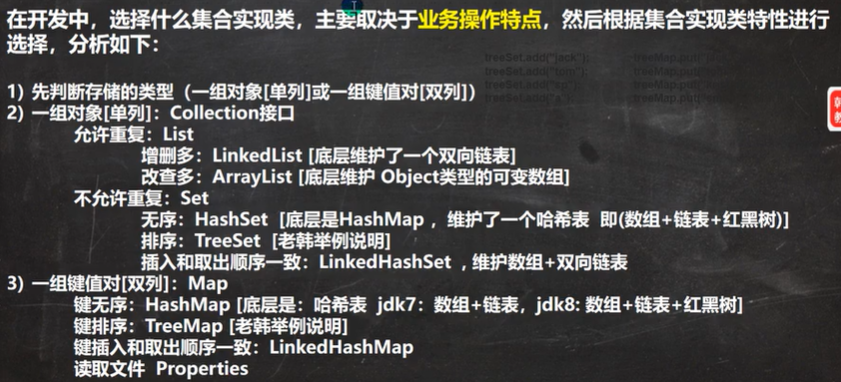 在开发中，选择什么集合实现类，主要取决于业务操作特点，然后根据集合实现类特性进行
选择，分析如下：
treeSet.add("jack");
treeMap.put(
treeSet.add("tom");
treeMap.put(
1) 先判断存储的类型（一组对象[单列]或一组键值对[双列]）
2) 一组对象[单列]：Collection接口
允许重复：List
增删多：LinkedList [底层维护了一个双向链表]
改查多：ArrayList [底层维护 Object类型的可变数组]
不允许重复：Set
无序：HashSet [底层是HashMap ，维护了一个哈希表 即(数组+链表+红黑树)]
排序：TreeSet [老韩举例说明]
插入和取出顺序一致：LinkedHashSet ，维护数组+双向链表
3) 一组键值对[双列]：Map
键无序：HashMap [底层是：哈希表 jdk7：数组+链表，jdk8: 数组+链表+红黑树]
键排序：TreeMap [老韩举例说明]
键插入和取出顺序一致：LinkedHashMap
读取文件 Properties